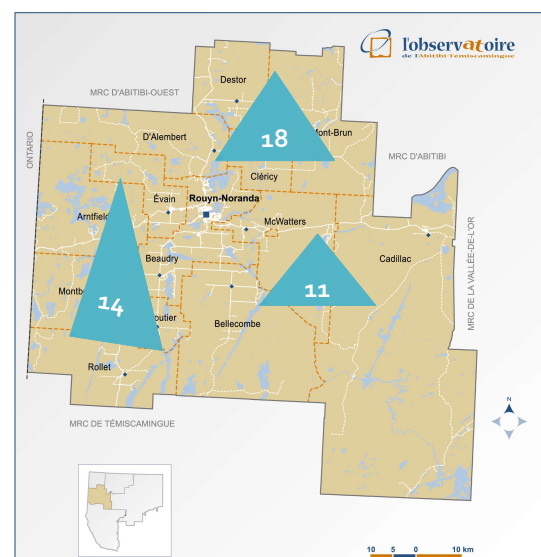 l'observatoire
de l'Abitibi-Témiscamingue
Destor
MRC D'ABITIBI-OUEST
18
D'Alembert
ont-Brun
ONTARIO
MRC D'ABITIBI
Cléricy
Évain
Rouyn-Noranda
Arntfiel
McWatters
Beaudry
Cadillac
MRC DE LA VALLÉE-DE-L'OR
Montb
11
14
outier
Bellecombe
Rollet
N
MRC DE TÉMISCAMINGUE
10 5 0 10 km